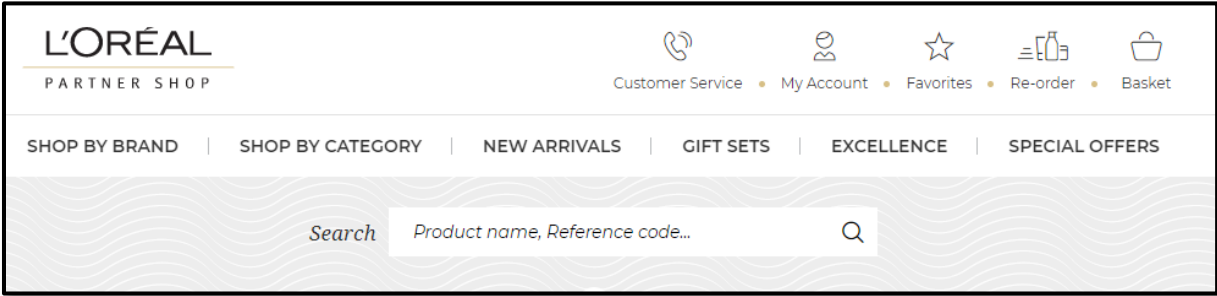 L'ORÉAL
PARTNER SHOP
Customer Service • My Account • Favorites • Re-order • Basket
SHOP BY BRAND | SHOP BY CATEGORY | NEW ARRIVALS | GIFT SETS | EXCELLENCE | SPECIAL OFFERS
Search Product name, Reference code...